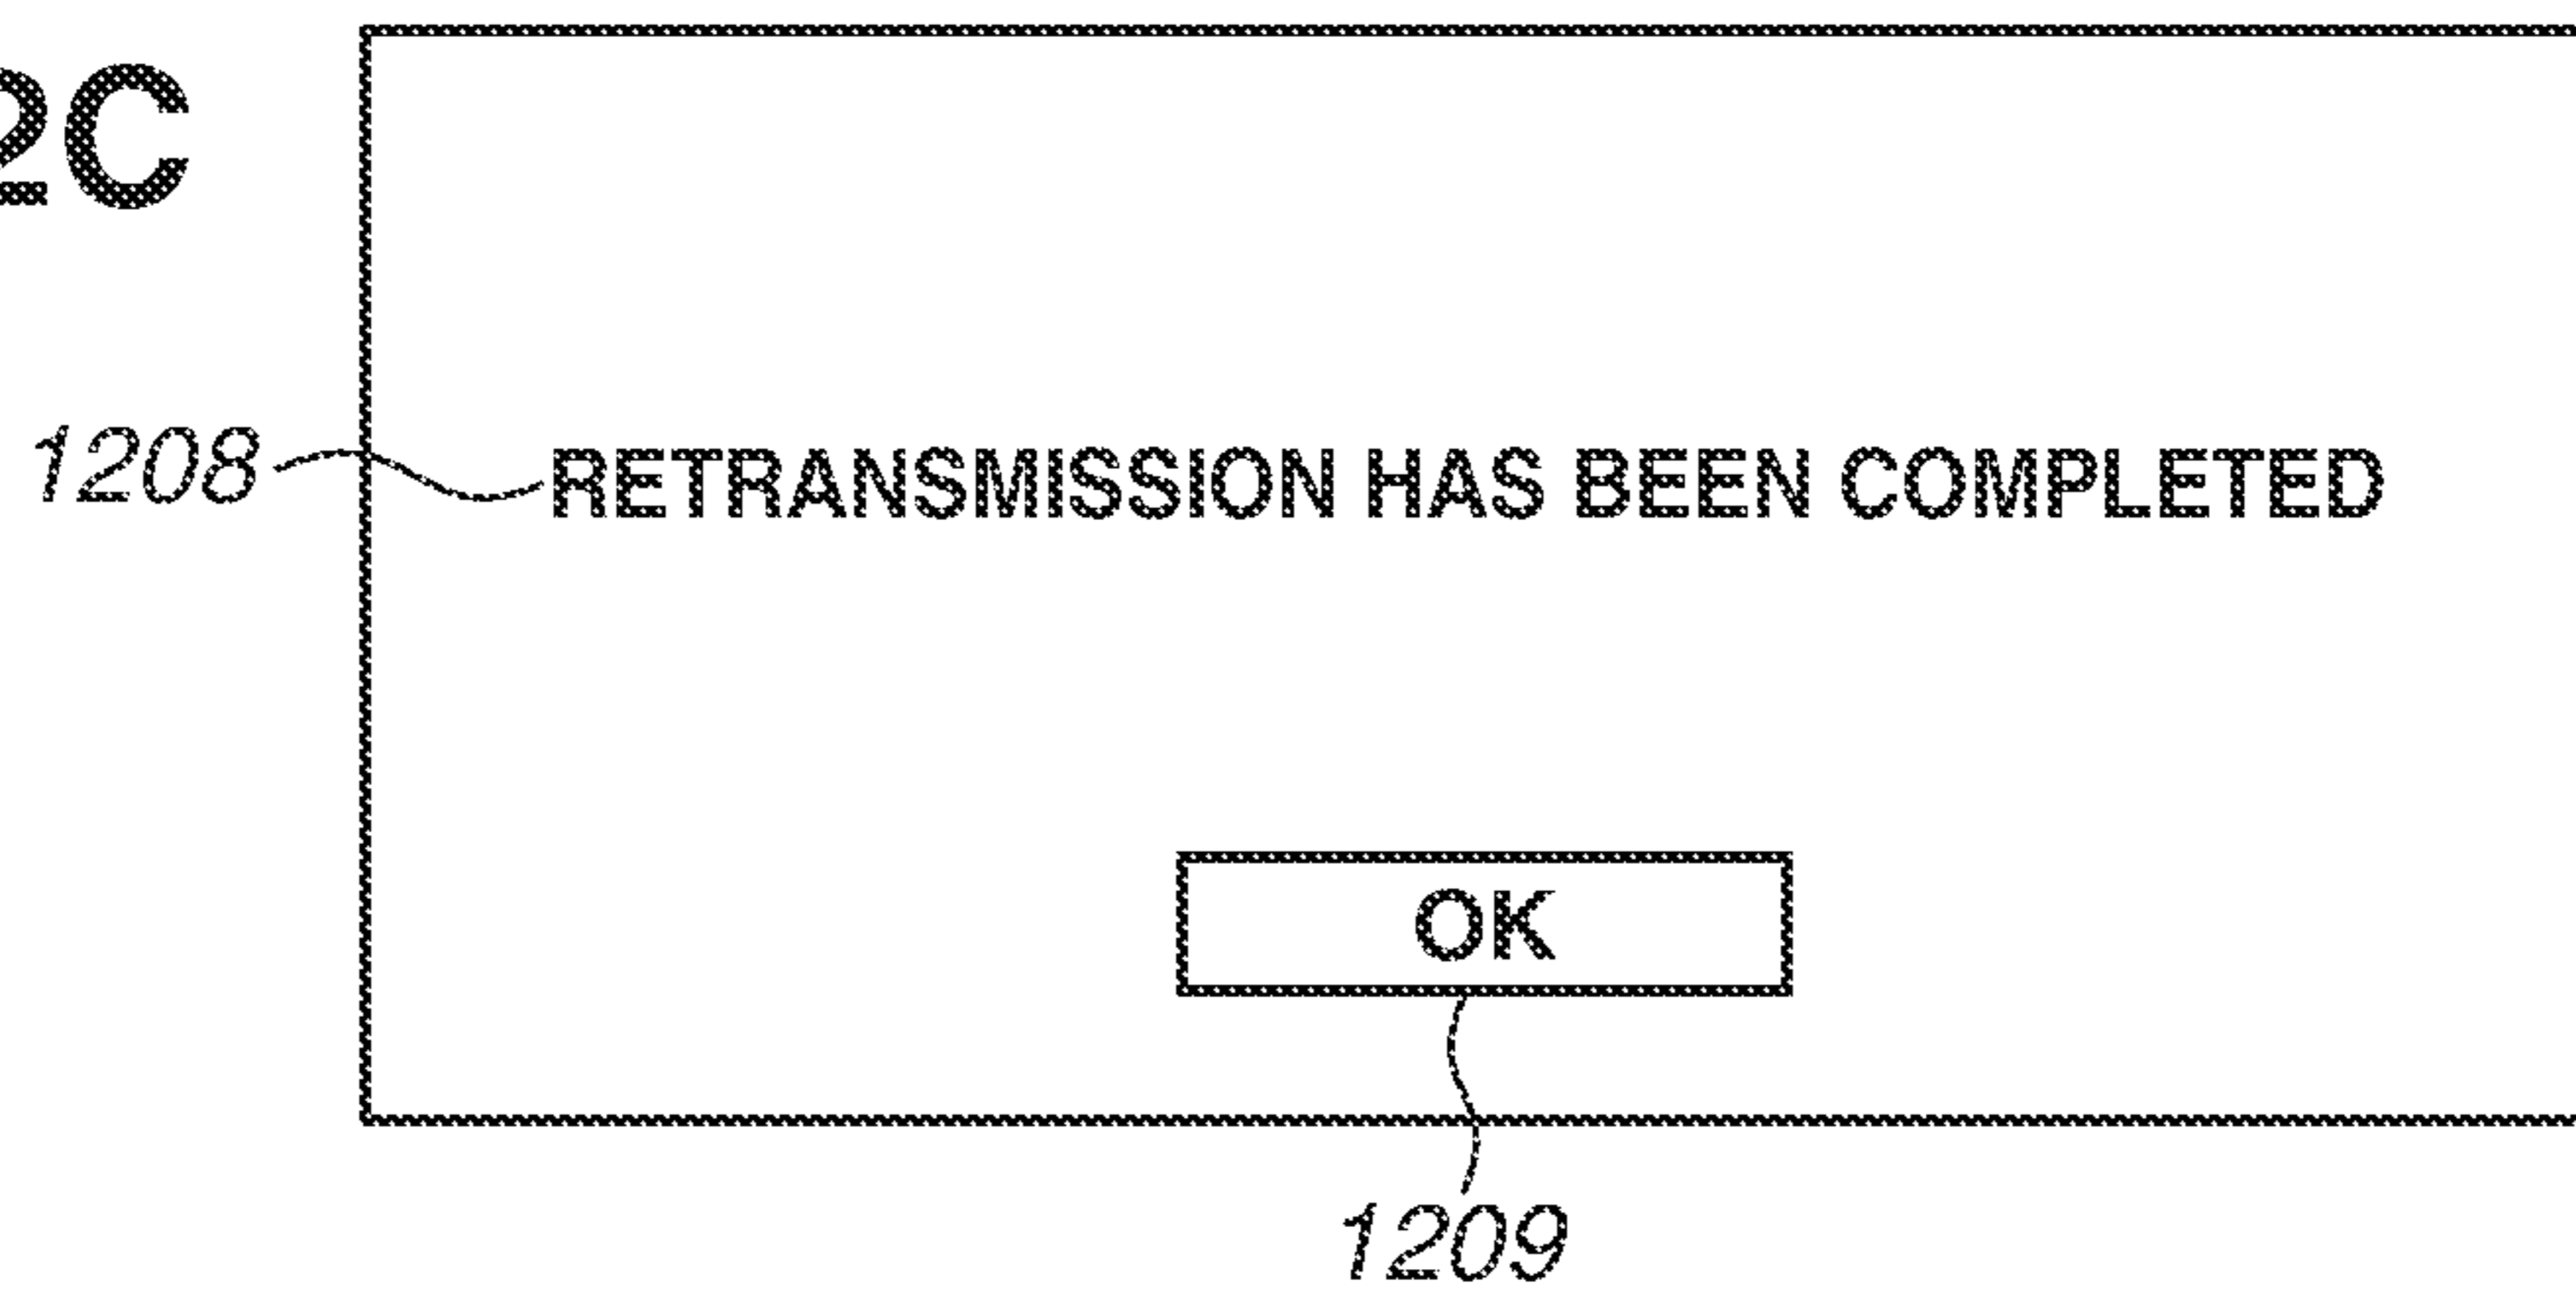 2C
1208
RETRANSMISSION HAS BEEN COMPLETED
OK
1209